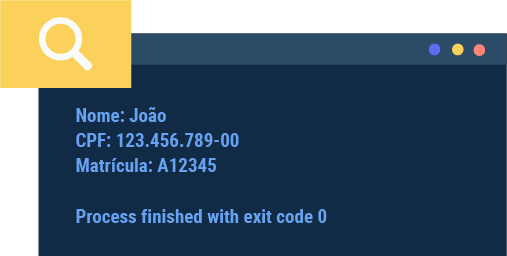 Nome: João
CPF: 123.456.789-00
Matrícula: A12345
Process finished with exit code 0